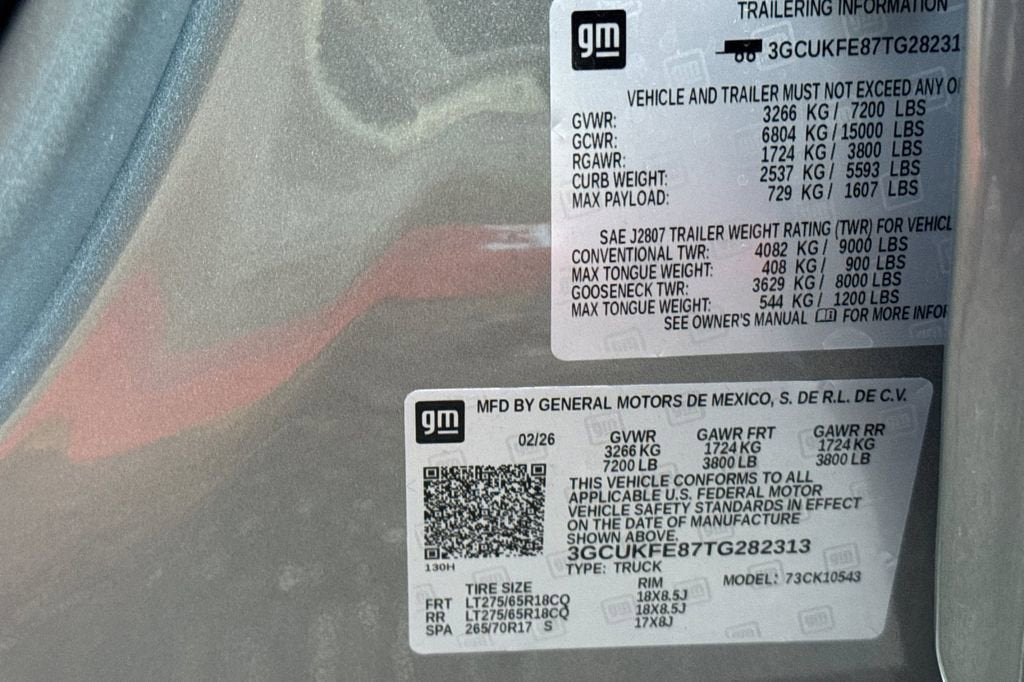 gm
TRAILERING INFORMATION
3GCUKFE87TG28231
VEHICLE AND TRAILER MUST NOT EXCEED ANY O
GVWR: 3266 KG / 7200 LBS
GCWR: 6804 KG / 15000 LBS
RGAWR: 1724 KG / 3800 LBS
CURB WEIGHT: 2537 KG / 5593 LBS
MAX PAYLOAD: 729 KG / 1607 LBS
SAE J2807 TRAILER WEIGHT RATING (TWR) FOR VEHICL
CONVENTIONAL TWR: 4082 KG / 9000 LBS
MAX TONGUE WEIGHT: 408 KG / 900 LBS
GOOSENECK TWR: 3629 KG / 8000 LBS
MAX TONGUE WEIGHT: 544 KG / 1200 LBS
SEE OWNER'S MANUAL FOR MORE INFOR
gm
MFD BY GENERAL MOTORS DE MEXICO, S. DE R.L. DE C.V.
02/26 GVWR GAWR FRT GAWR RR
3266 KG 1724 KG 1724 KG
7200 LB 3800 LB 3800 LB
THIS VEHICLE CONFORMS TO ALL
APPLICABLE U.S. FEDERAL MOTOR
VEHICLE SAFETY STANDARDS IN EFFECT
ON THE DATE OF MANUFACTURE
SHOWN ABOVE.
3GCUKFE87TG282313
130H
TYPE: TRUCK MODEL: 73CK10543
TIRE SIZE RIM
FRT LT275/65R18CQ 18X8.5J
RR LT275/65R18CQ 18X8.5J
SPA 265/70R17 S 17X8J